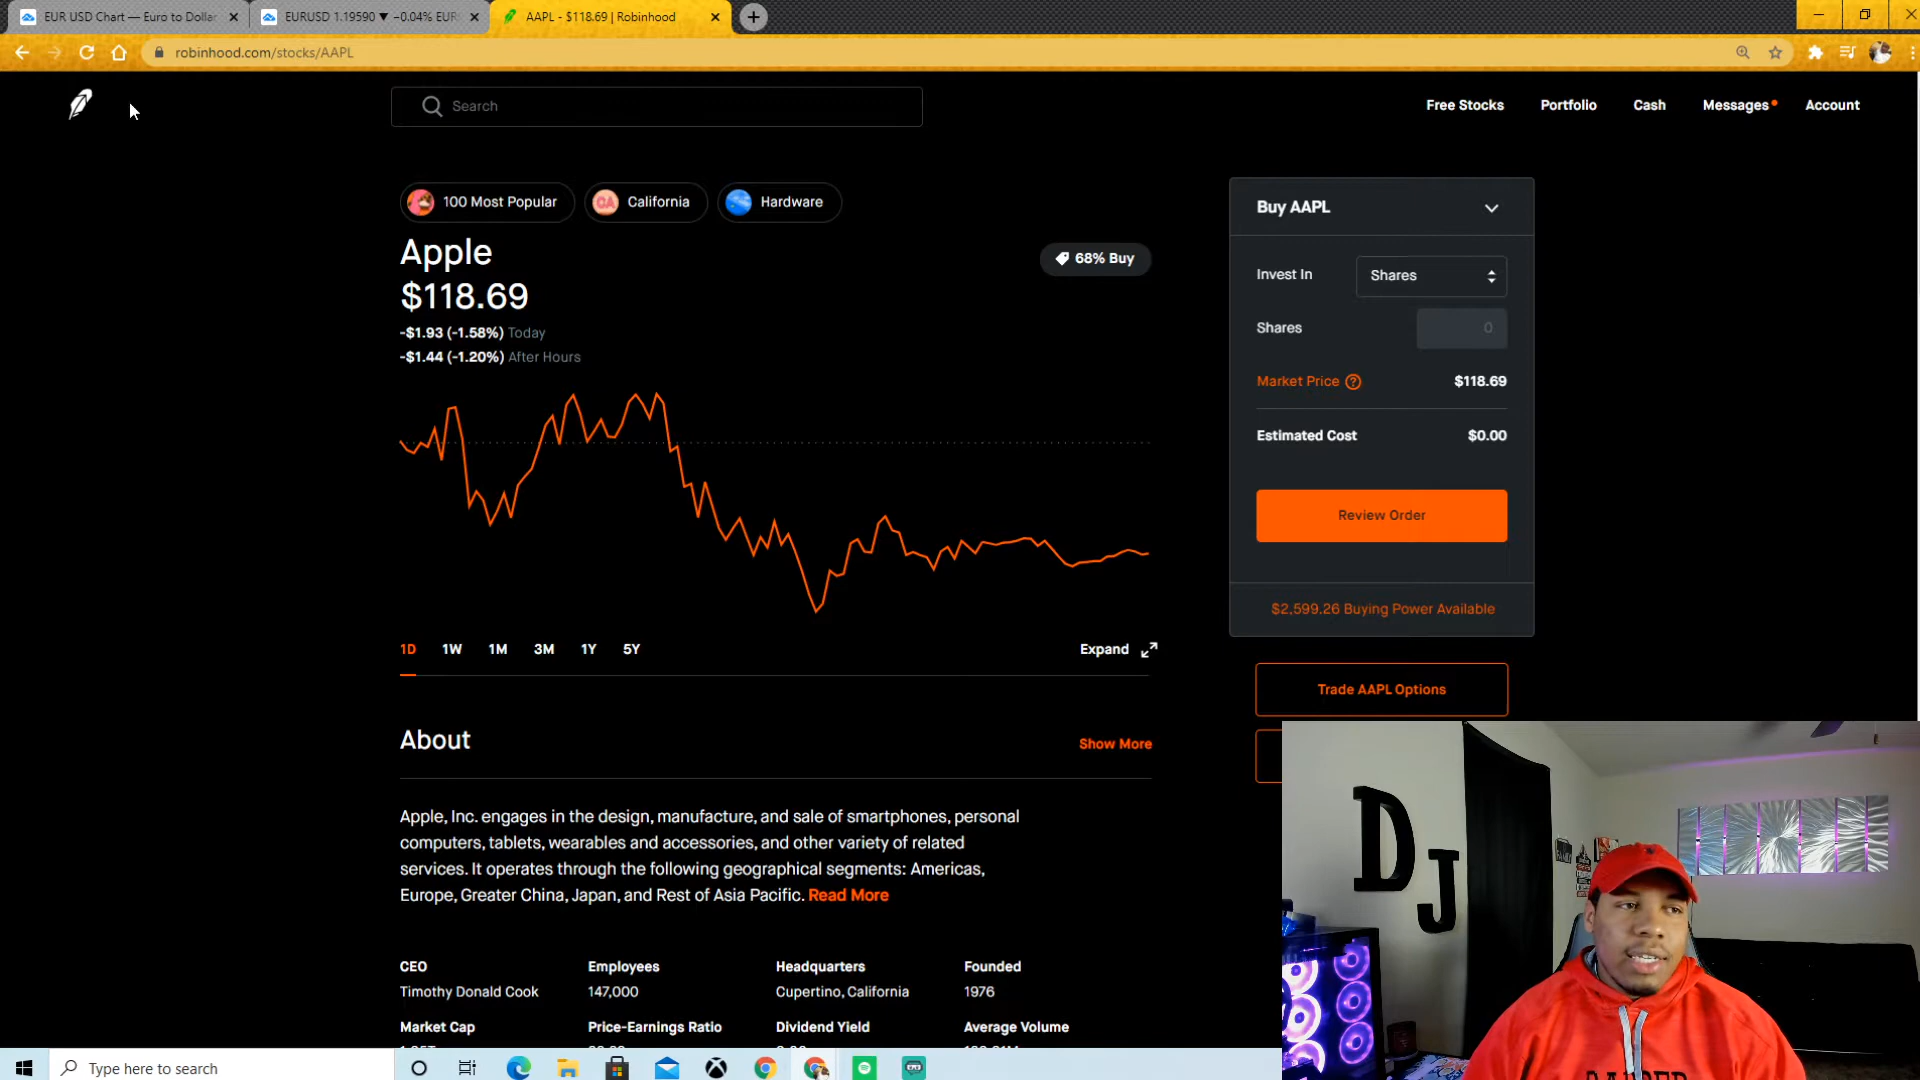 EUR USD Chart — Euro to Dollar
EURUSD 1.19590 ▼ −0.04% EUR
AAPL - $118.69 | Robinhood
robinhood.com/stocks/AAPL
Search
Free Stocks
Portfolio
Cash
Messages
Account
100 Most Popular
CA
California
Hardware
Apple
$118.69
-$1.93 (-1.58%) Today
-$1.44 (-1.20%) After Hours
68% Buy
Buy AAPL
Invest In
Shares
Shares
0
Market Price ?
$118.69
Estimated Cost
$0.00
Review Order
$2,599.26 Buying Power Available
Trade AAPL Options
1D
1W
1M
3M
1Y
5Y
Expand
About
Show More
Apple, Inc. engages in the design, manufacture, and sale of smartphones, personal
computers, tablets, wearables and accessories, and other variety of related
services. It operates through the following geographical segments: Americas,
Europe, Greater China, Japan, and Rest of Asia Pacific. Read More
CEO
Timothy Donald Cook
Employees
147,000
Headquarters
Cupertino, California
Founded
1976
Market Cap
Price-Earnings Ratio
Dividend Yield
Average Volume
D
J
Type here to search